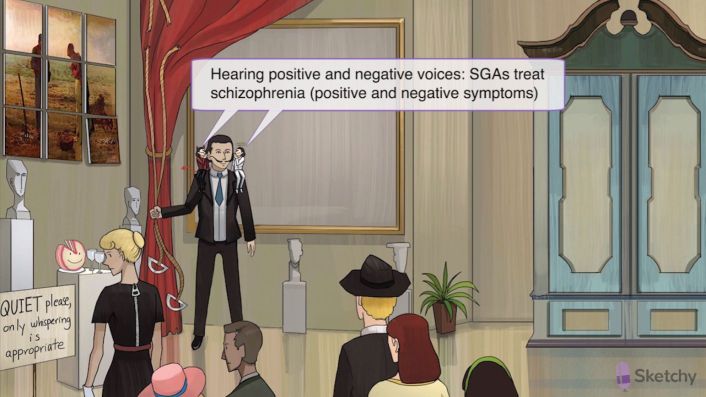 Hearing positive and negative voices: SGAs treat
schizophrenia (positive and negative symptoms)
QUIET please,
only whispering
is
appropriate
Sketchy